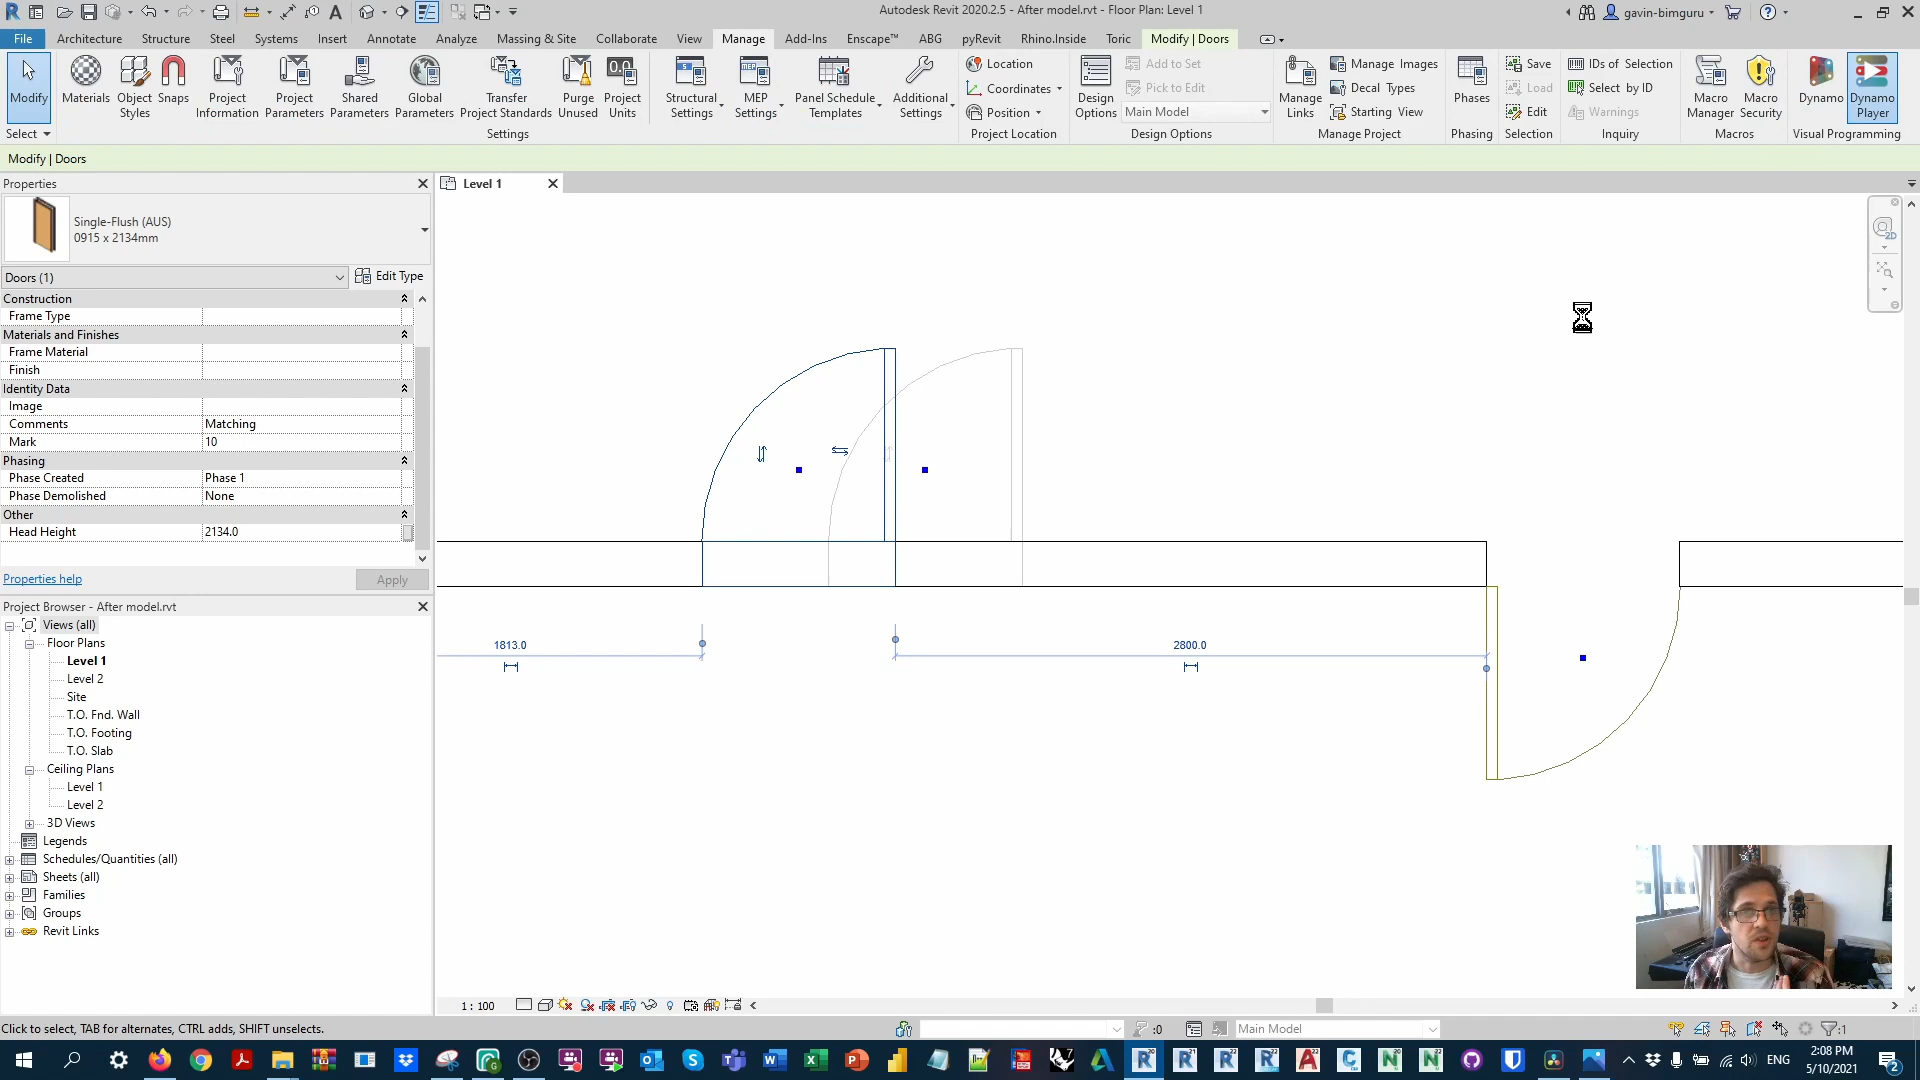 Autodesk Revit 2020.2.5 - After model.rvt - Floor Plan: Level 1
gavin-bimguru
File Architecture Structure Steel Systems Insert Annotate Analyze Massing & Site Collaborate View Manage Add-Ins Enscape™ ABG pyRevit Rhino.Inside Toric Modify | Doors
Modify
Materials
Object Styles
Snaps
Project Information
Project Parameters
Shared Parameters
Global Parameters
Transfer Project Standards
Purge Unused
Project Units
Structural Settings
MEP Settings
Panel Schedule Templates
Additional Settings
Location
Coordinates
Position
Design Options
Add to Set
Pick to Edit
Main Model
Manage Links
Manage Images
Decal Types
Starting View
Phases
Save
Load
Edit
IDs of Selection
Select by ID
Warnings
Macro Manager
Macro Security
Dynamo
Dynamo Player
Select
Settings
Project Location
Design Options
Manage Project
Phasing
Selection
Inquiry
Macros
Visual Programming
Modify | Doors
Properties
Single-Flush (AUS)
0915 x 2134mm
Doors (1)
Edit Type
Construction
Frame Type
Materials and Finishes
Frame Material
Finish
Identity Data
Image
Comments Matching
Mark 10
Phasing
Phase Created Phase 1
Phase Demolished None
Other
Head Height 2134.0
Properties help
Apply
Project Browser - After model.rvt
Views (all)
Floor Plans
Level 1
Level 2
Site
T.O. Fnd. Wall
T.O. Footing
T.O. Slab
Ceiling Plans
Level 1
Level 2
3D Views
Legends
Schedules/Quantities (all)
Sheets (all)
Families
Groups
Revit Links
Level 1
2D
1813.0
2800.0
1 : 100
Click to select, TAB for alternates, CTRL adds, SHIFT unselects.
:0
Main Model
:1
ENG
2:08 PM
5/10/2021
2